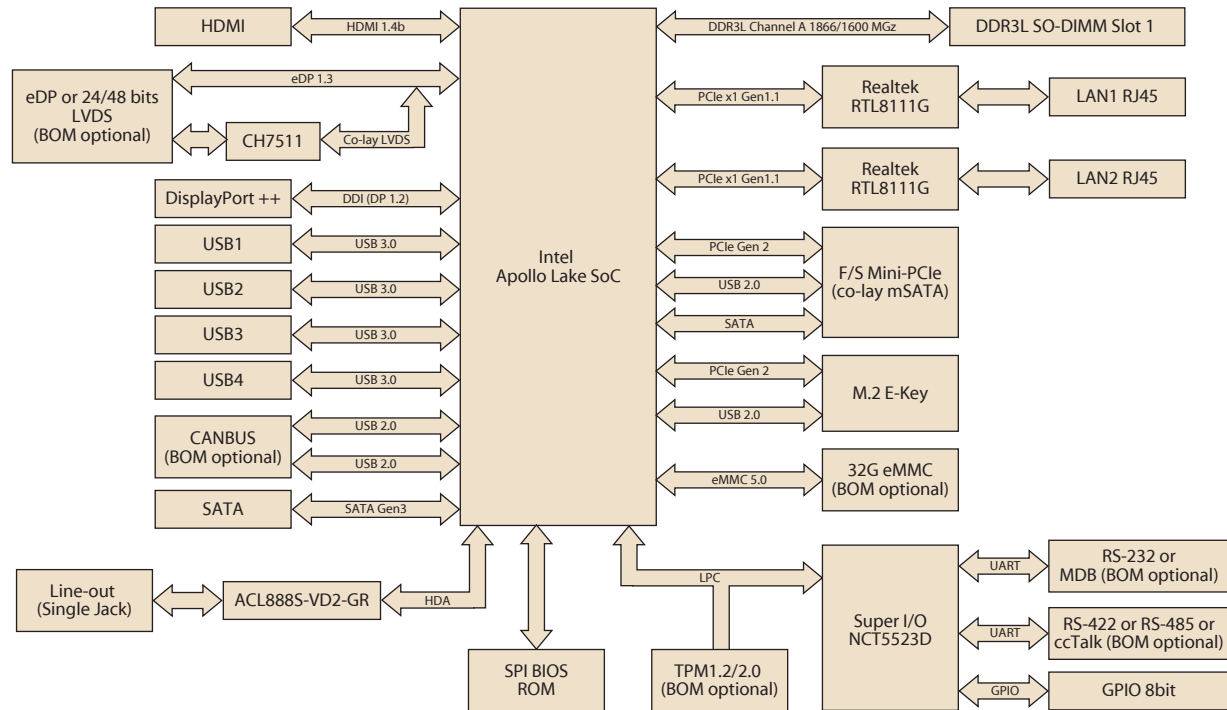 HDMI
HDMI 1.4b
DDR3L Channel A 1866/1600 MGz
DDR3L SO-DIMM Slot 1
eDP 1.3
eDP or 24/48 bits
LVDS
(BOM optional)
CH7511
Co-lay LVDS
PCIe x1 Gen1.1
Realtek
RTL8111G
LAN1 RJ45
PCIe x1 Gen1.1
Realtek
RTL8111G
LAN2 RJ45
DisplayPort ++
DDI (DP 1.2)
USB1
USB 3.0
USB2
USB 3.0
USB3
USB 3.0
USB4
USB 3.0
CANBUS
(BOM optional)
USB 2.0
USB 2.0
SATA
SATA Gen3
Intel
Apollo Lake SoC
PCIe Gen 2
USB 2.0
SATA
F/S Mini-PCIe
(co-lay mSATA)
PCIe Gen 2
USB 2.0
M.2 E-Key
eMMC 5.0
32G eMMC
(BOM optional)
Line-out
(Single Jack)
ACL888S-VD2-GR
HDA
SPI BIOS
ROM
LPC
TPM1.2/2.0
(BOM optional)
Super I/O
NCT5523D
UART
RS-232 or
MDB (BOM optional)
UART
RS-422 or RS-485 or
ccTalk (BOM optional)
GPIO
GPIO 8bit